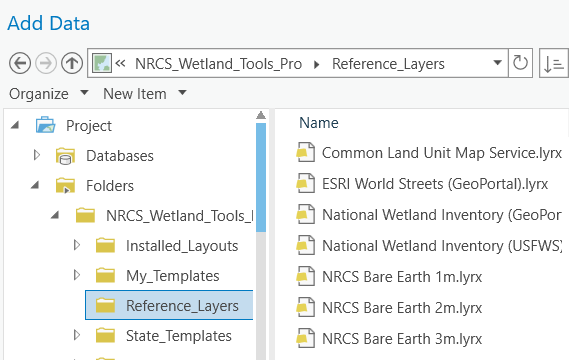 Add Data
NRCS_Wetland_Tools_Pro Reference_Layers
Organize New Item
Project
Databases
Folders
NRCS_Wetland_Tools_
Installed_Layouts
My_Templates
Reference_Layers
State_Templates
Name
Common Land Unit Map Service.lyrx
ESRI World Streets (GeoPortal).lyrx
National Wetland Inventory (GeoPor
National Wetland Inventory (USFWS)
NRCS Bare Earth 1m.lyrx
NRCS Bare Earth 2m.lyrx
NRCS Bare Earth 3m.lyrx